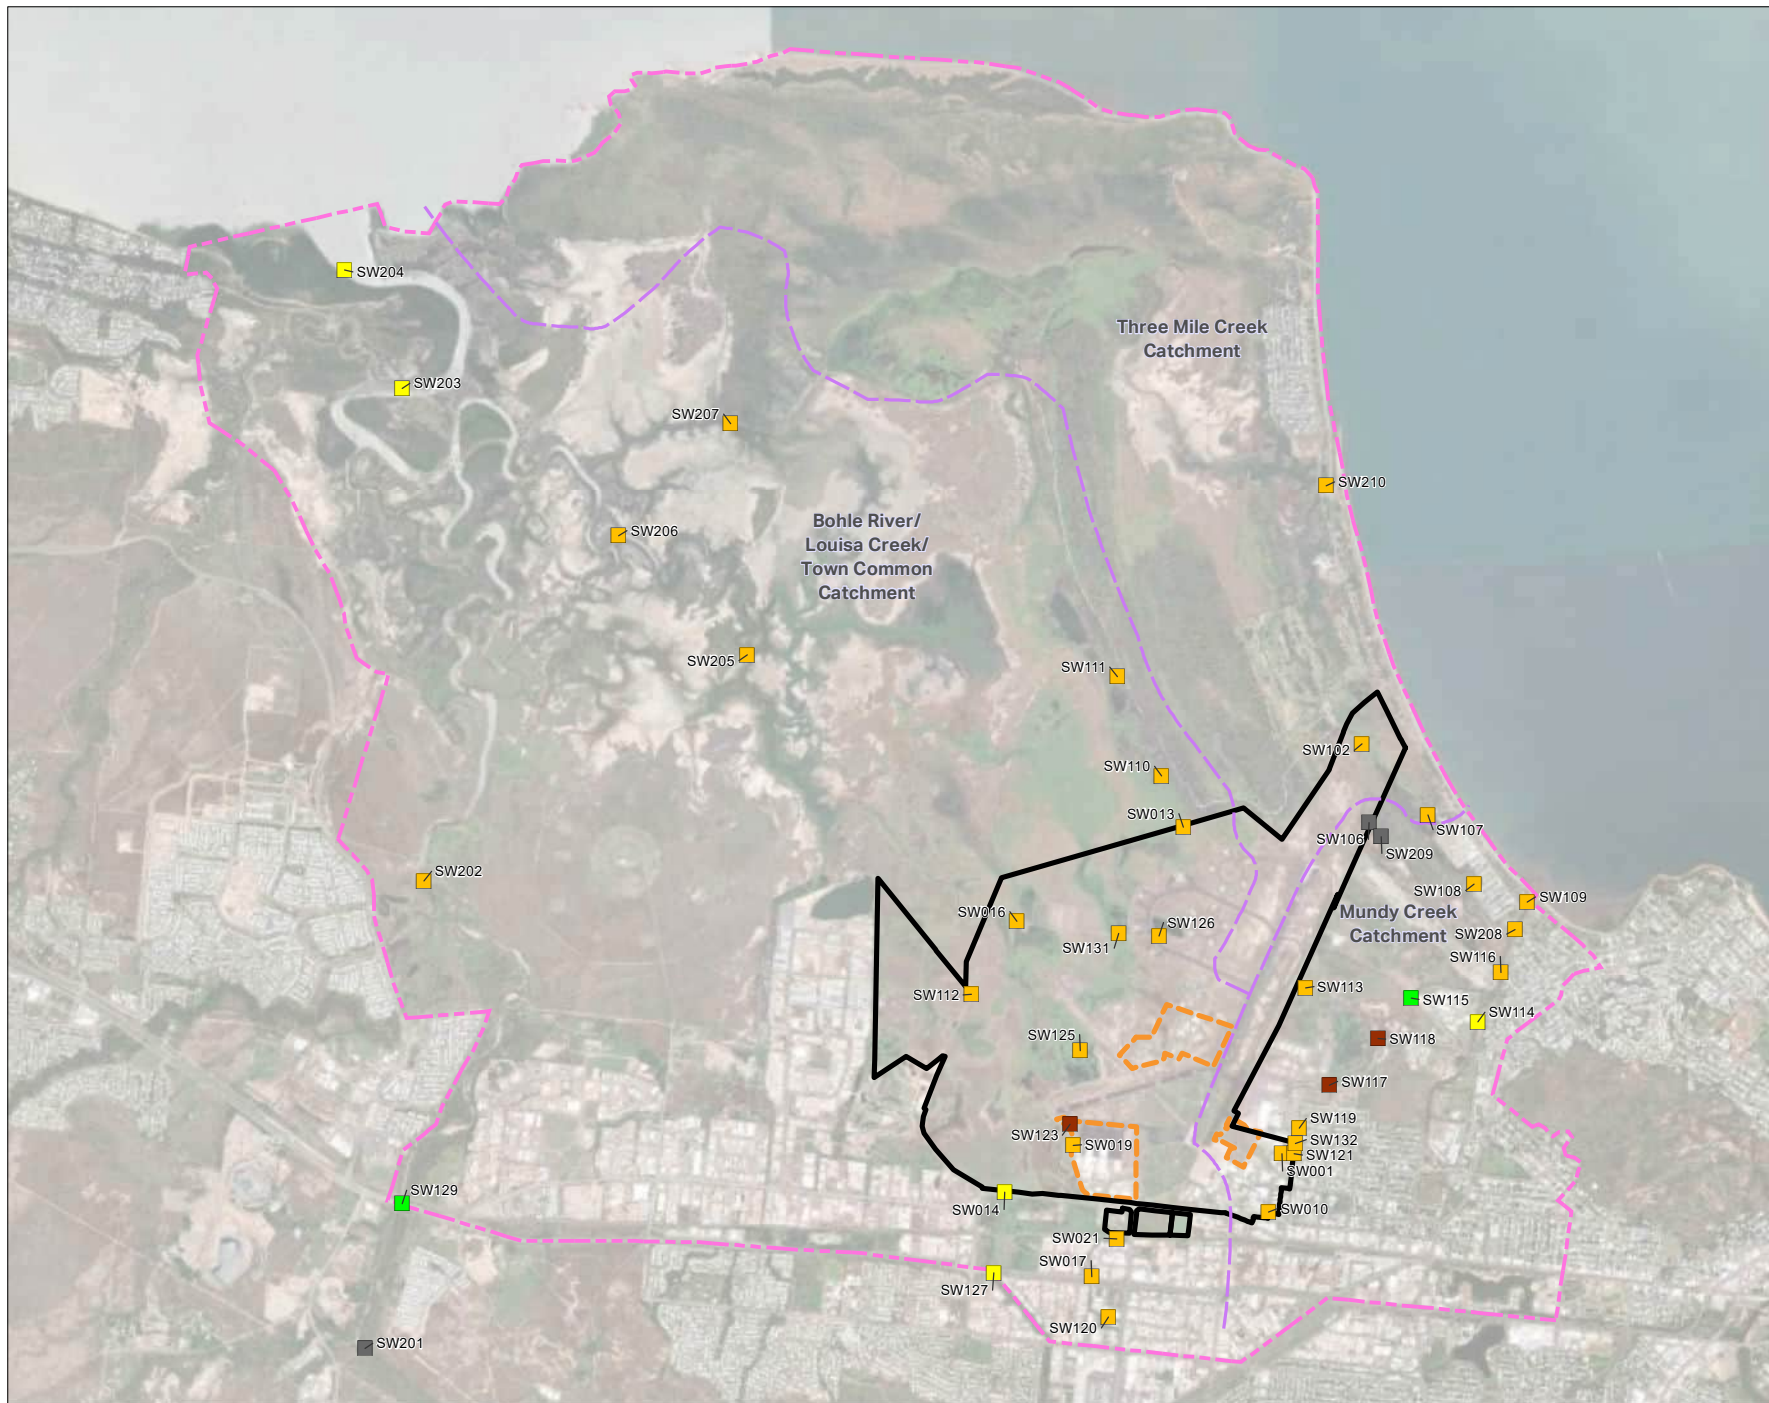 SW204
Three Mile Creek
Catchment
SW203
SW207
SW210
Bohle River/
Louisa Creek/
Town Common
Catchment
SW206
SW205
SW111
SW102
SW110
SW013
SW107
SW106
SW209
SW202
SW108
SW109
Mundy Creek
Catchment
SW016
SW126
SW131
SW208
SW116
SW113
SW112
SW115
SW114
SW125
SW118
SW117
SW119
SW123
SW019
SW132
SW121
SW001
SW129
SW014
SW010
SW021
SW017
SW127
SW120
SW201